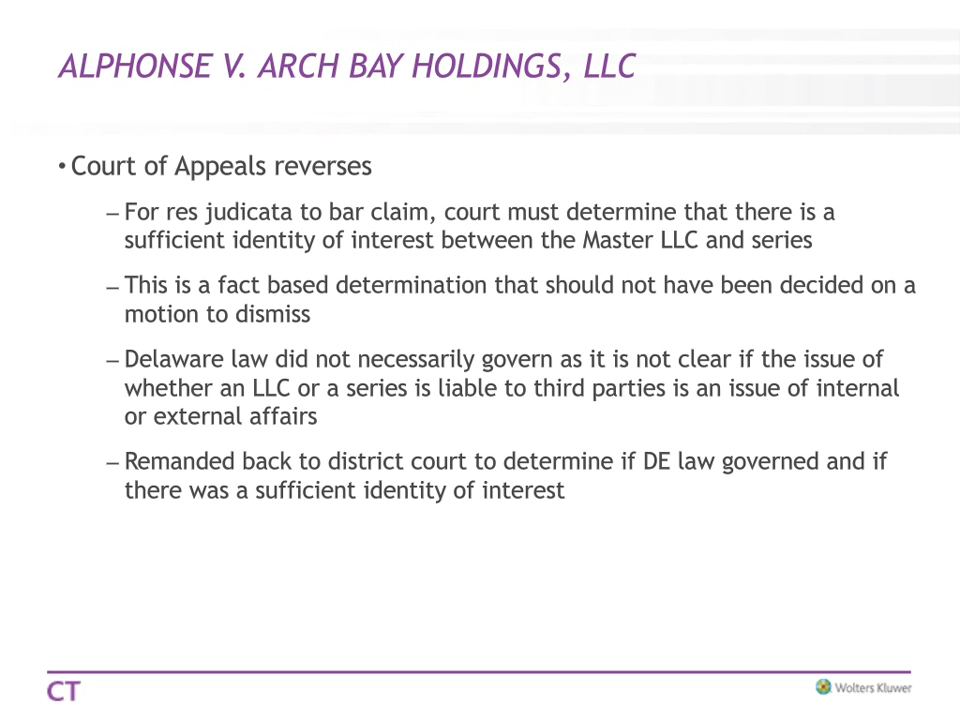 ALPHONSE V. ARCH BAY HOLDINGS, LLC
• Court of Appeals reverses
– For res judicata to bar claim, court must determine that there is a
sufficient identity of interest between the Master LLC and series
– This is a fact based determination that should not have been decided on a
motion to dismiss
– Delaware law did not necessarily govern as it is not clear if the issue of
whether an LLC or a series is liable to third parties is an issue of internal
or external affairs
– Remanded back to district court to determine if DE law governed and if
there was a sufficient identity of interest
CT
Wolters Kluwer